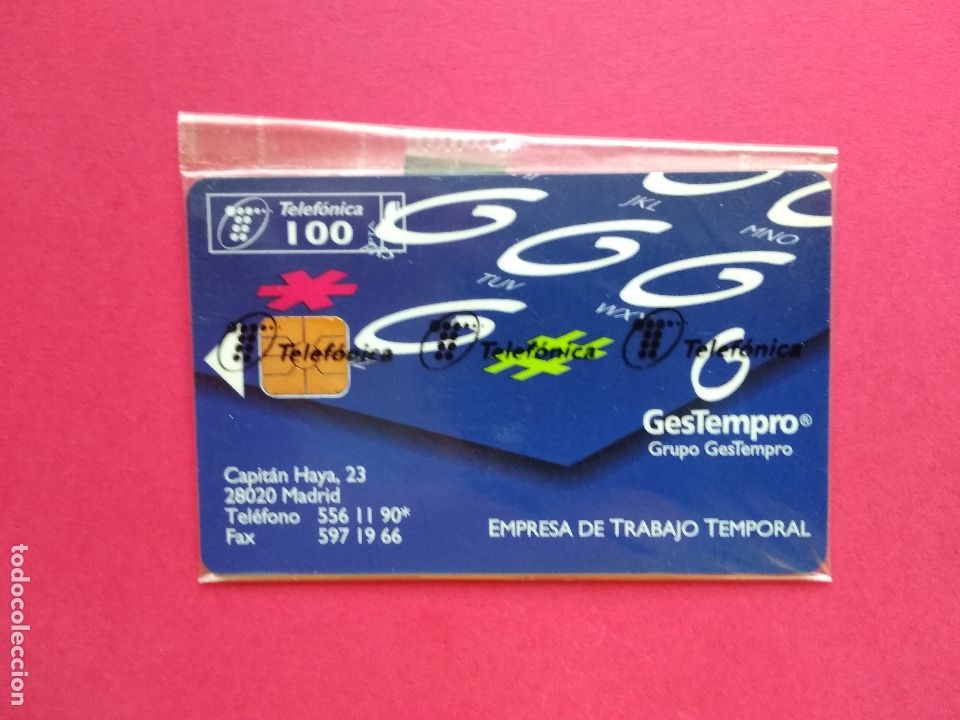 Telefónica
100
JKL
MNO
TUV
Telefónica
Telefónica
Telefónica
GesTempro®
Grupo GesTempro
Capitán Haya, 23
28020 Madrid
Teléfono 556 11 90*
Fax 597 19 66
EMPRESA DE TRABAJO TEMPORAL
todocoleccion